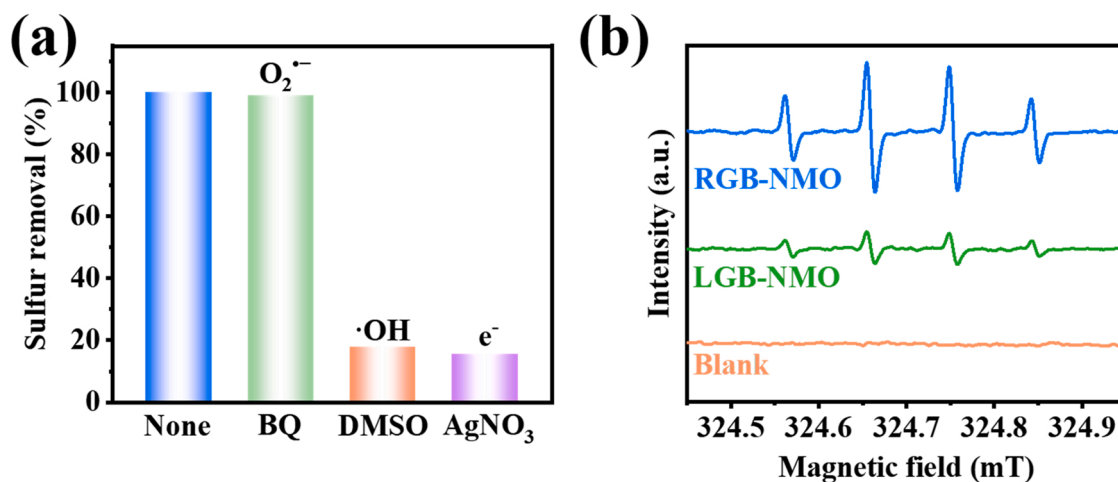 (a)
Sulfur removal (%)
100
80
60
40
20
0
O₂•−
·OH
e⁻
None BQ DMSO AgNO₃
(b)
Intensity (a.u.)
RGB-NMO
LGB-NMO
Blank
324.5 324.6 324.7 324.8 324.9
Magnetic field (mT)